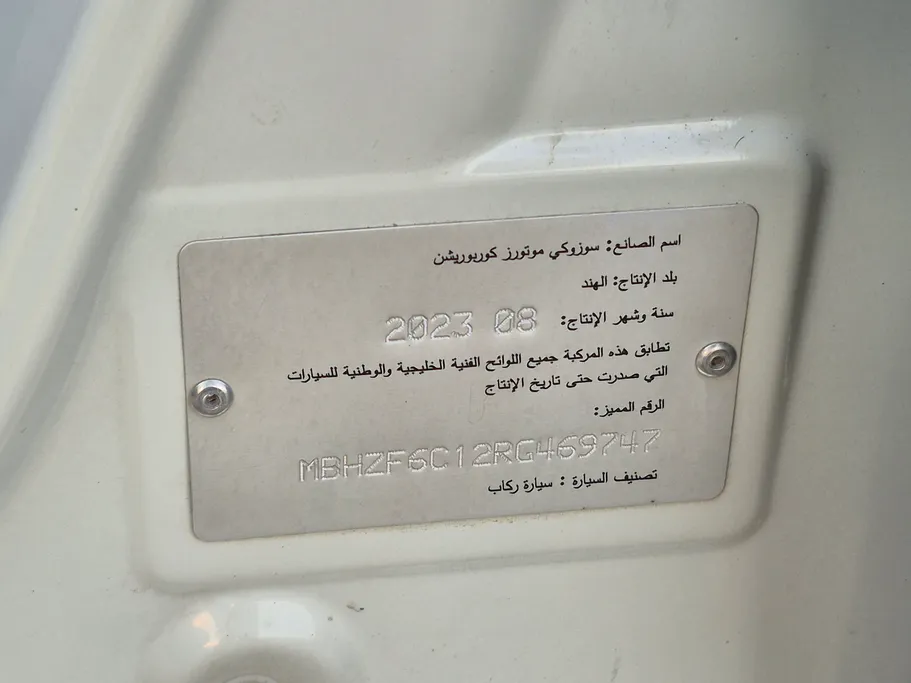 اسم الصانع: سوزوكي موتورز كوربوريشن
بلد الإنتاج: الهند
سنة وشهر الإنتاج: 2023 08
تطابق هذه المركبة جميع اللوائح الفنية الخليجية والوطنية للسيارات
التي صدرت حتى تاريخ الإنتاج
الرقم المميز:
MBHZF6C12RG469747
تصنيف السيارة : سيارة ركاب